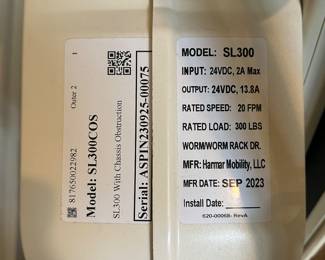 817650022982
Outer 2
1
Model: SL300COS
SL300 With Chassis Obstruction
Serial: ASPIN230925-00075
MODEL: SL300
INPUT: 24VDC, 2A Max
OUTPUT: 24VDC, 13.8A
RATED SPEED: 20 FPM
RATED LOAD: 300 LBS
WORM/WORM RACK DR.
MFR: Harmar Mobility, LLC
MFR DATE: SEP 2023
Install Date:
620-00068- RevA